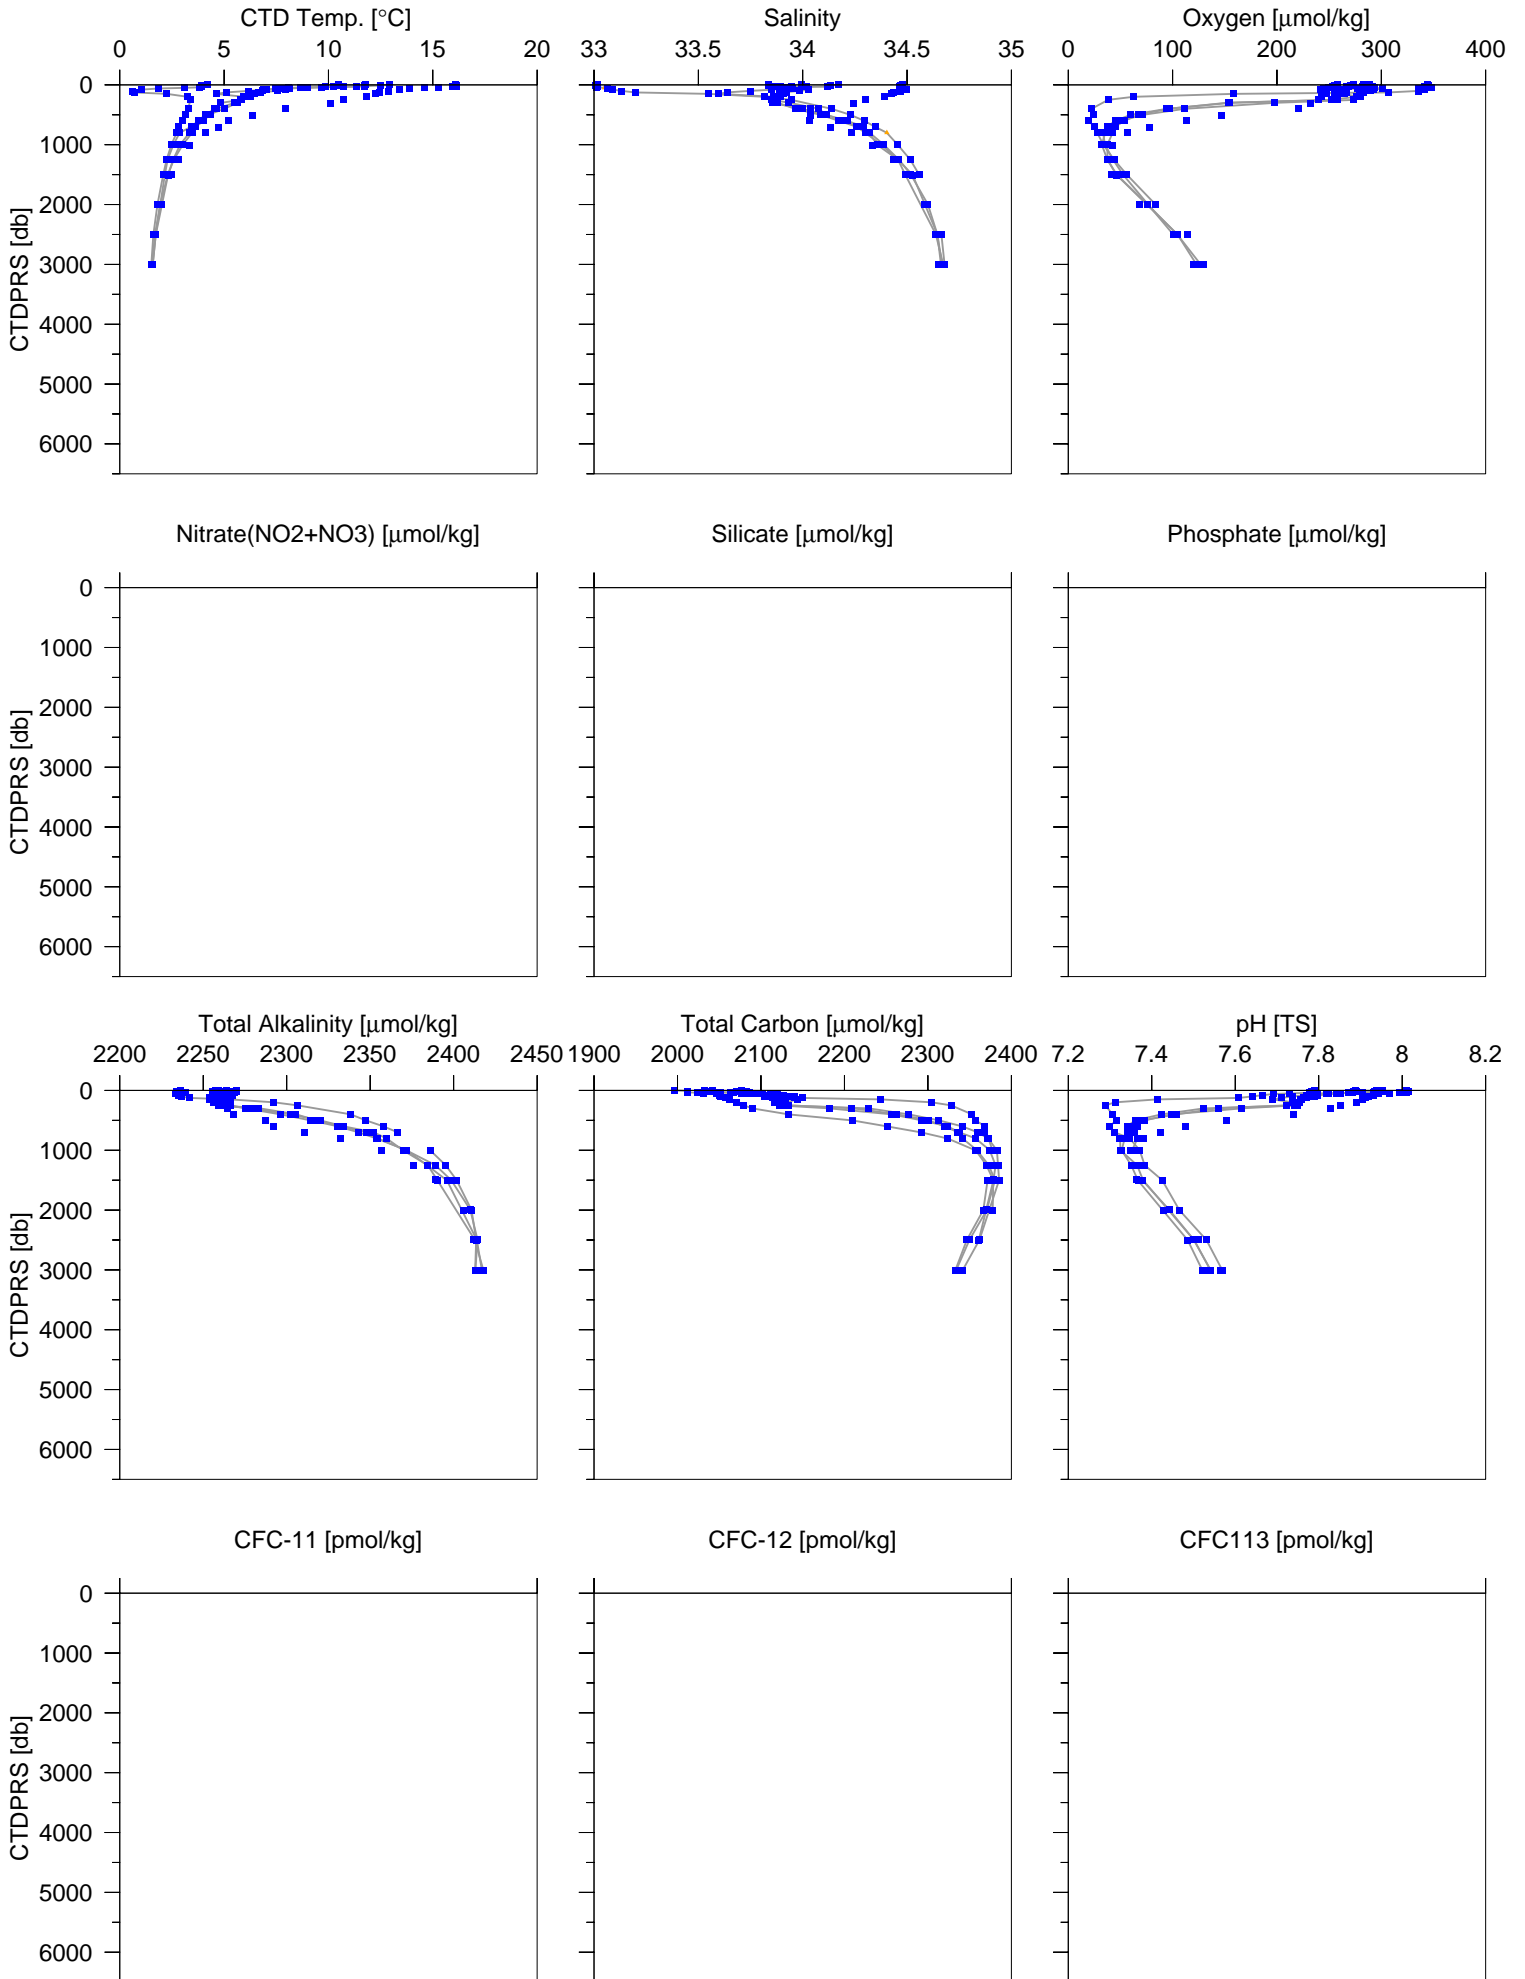 CTD Temp. [°C] Salinity Oxygen [μmol/kg]
0 5 10 15 20 33 33.5 34 34.5 35 0 100 200 300 400
0
1000
2000
3000
4000
5000
6000
CTDPRS [db]
Nitrate(NO2+NO3) [μmol/kg] Silicate [μmol/kg] Phosphate [μmol/kg]
0
1000
2000
3000
4000
5000
6000
CTDPRS [db]
Total Alkalinity [μmol/kg] Total Carbon [μmol/kg] pH [TS]
2200 2250 2300 2350 2400 2450 1900 2000 2100 2200 2300 2400 7.2 7.4 7.6 7.8 8 8.2
0
1000
2000
3000
4000
5000
6000
CTDPRS [db]
CFC-11 [pmol/kg] CFC-12 [pmol/kg] CFC113 [pmol/kg]
0
1000
2000
3000
4000
5000
6000
CTDPRS [db]